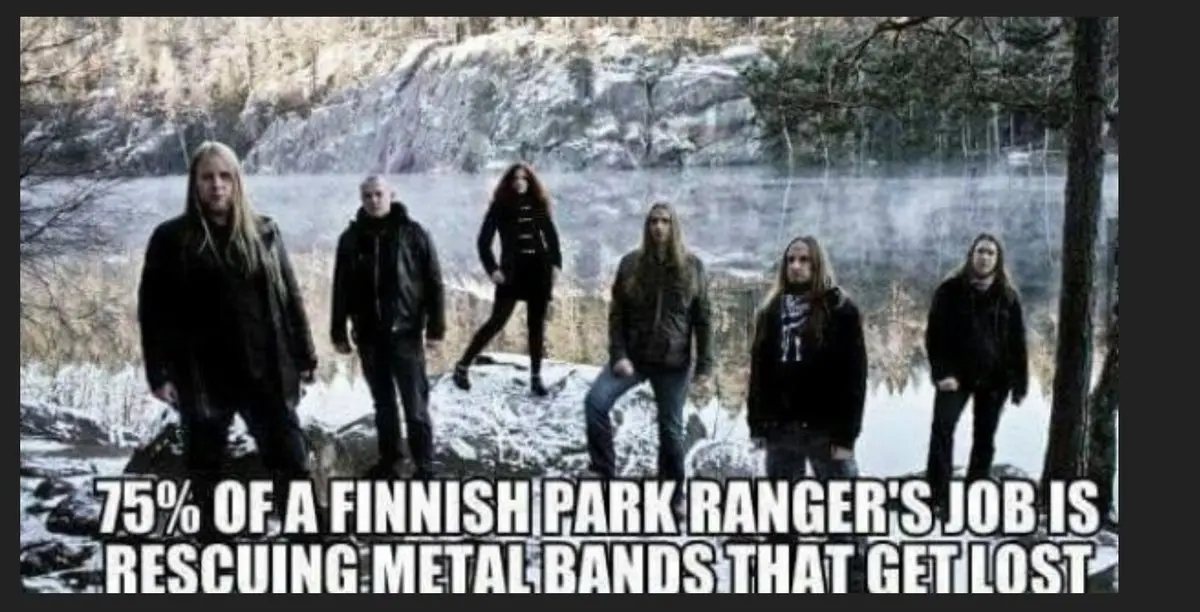 75% OF A FINNISH PARK RANGER'S JOB IS
RESCUING METAL BANDS THAT GET LOST